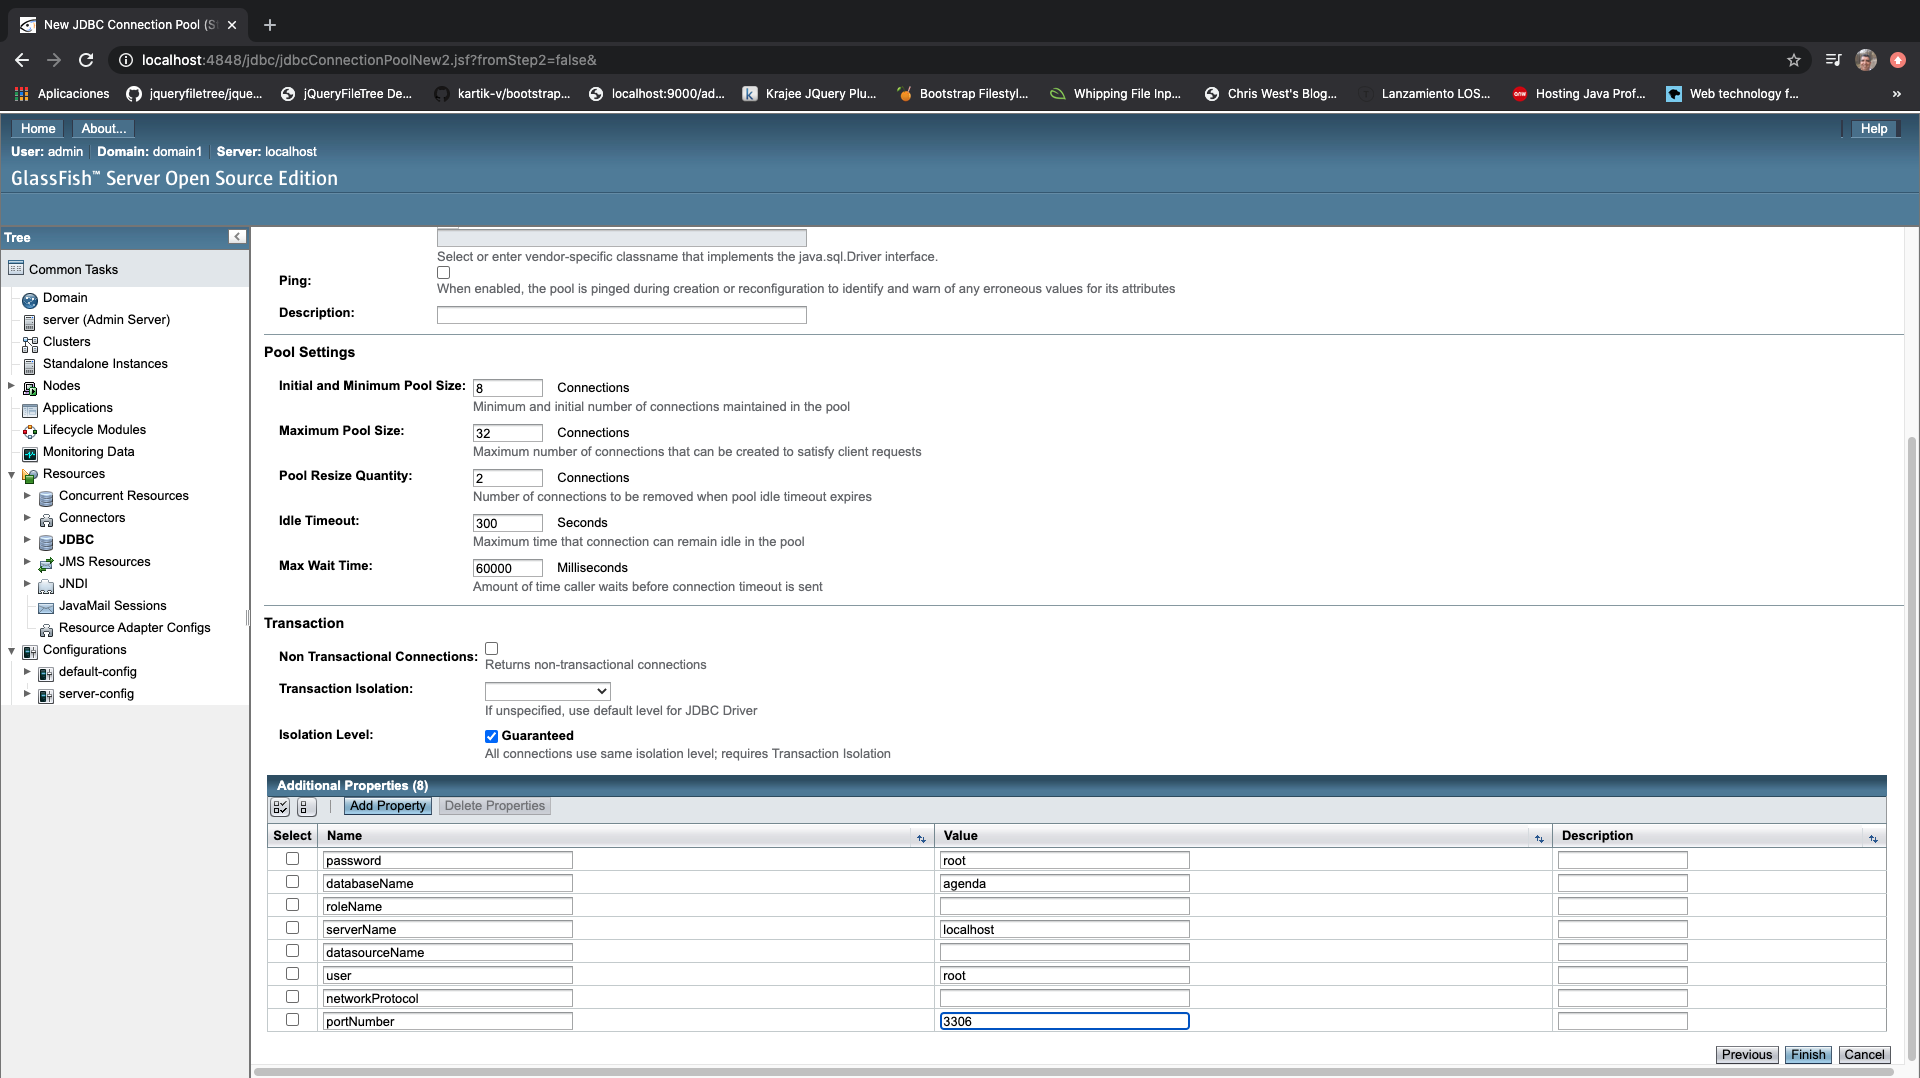 New JDBC Connection Pool (S
localhost:4848/jdbc/jdbcConnectionPoolNew2.jsf?fromStep2=false&
Aplicaciones jqueryfiletree/jque... jQueryFileTree De... kartik-v/bootstrap... localhost:9000/ad... Krajee JQuery Plu... Bootstrap Filestyl... Whipping File Inp... Chris West's Blog... Lanzamiento LOS... Hosting Java Prof... Web technology f... »
Home About... Help
User: admin Domain: domain1 Server: localhost
GlassFish™ Server Open Source Edition
Tree
Common Tasks
Domain
server (Admin Server)
Clusters
Standalone Instances
Nodes
Applications
Lifecycle Modules
Monitoring Data
Resources
Concurrent Resources
Connectors
JDBC
JMS Resources
JNDI
JavaMail Sessions
Resource Adapter Configs
Configurations
default-config
server-config
Select or enter vendor-specific classname that implements the java.sql.Driver interface.
Ping:
When enabled, the pool is pinged during creation or reconfiguration to identify and warn of any erroneous values for its attributes
Description:
Pool Settings
Initial and Minimum Pool Size: 8 Connections
Minimum and initial number of connections maintained in the pool
Maximum Pool Size: 32 Connections
Maximum number of connections that can be created to satisfy client requests
Pool Resize Quantity: 2 Connections
Number of connections to be removed when pool idle timeout expires
Idle Timeout: 300 Seconds
Maximum time that connection can remain idle in the pool
Max Wait Time: 60000 Milliseconds
Amount of time caller waits before connection timeout is sent
Transaction
Non Transactional Connections:
Returns non-transactional connections
Transaction Isolation:
If unspecified, use default level for JDBC Driver
Isolation Level: Guaranteed
All connections use same isolation level; requires Transaction Isolation
Additional Properties (8)
Add Property Delete Properties
Select Name Value Description
password root
databaseName agenda
roleName
serverName localhost
datasourceName
user root
networkProtocol
portNumber 3306
Previous Finish Cancel